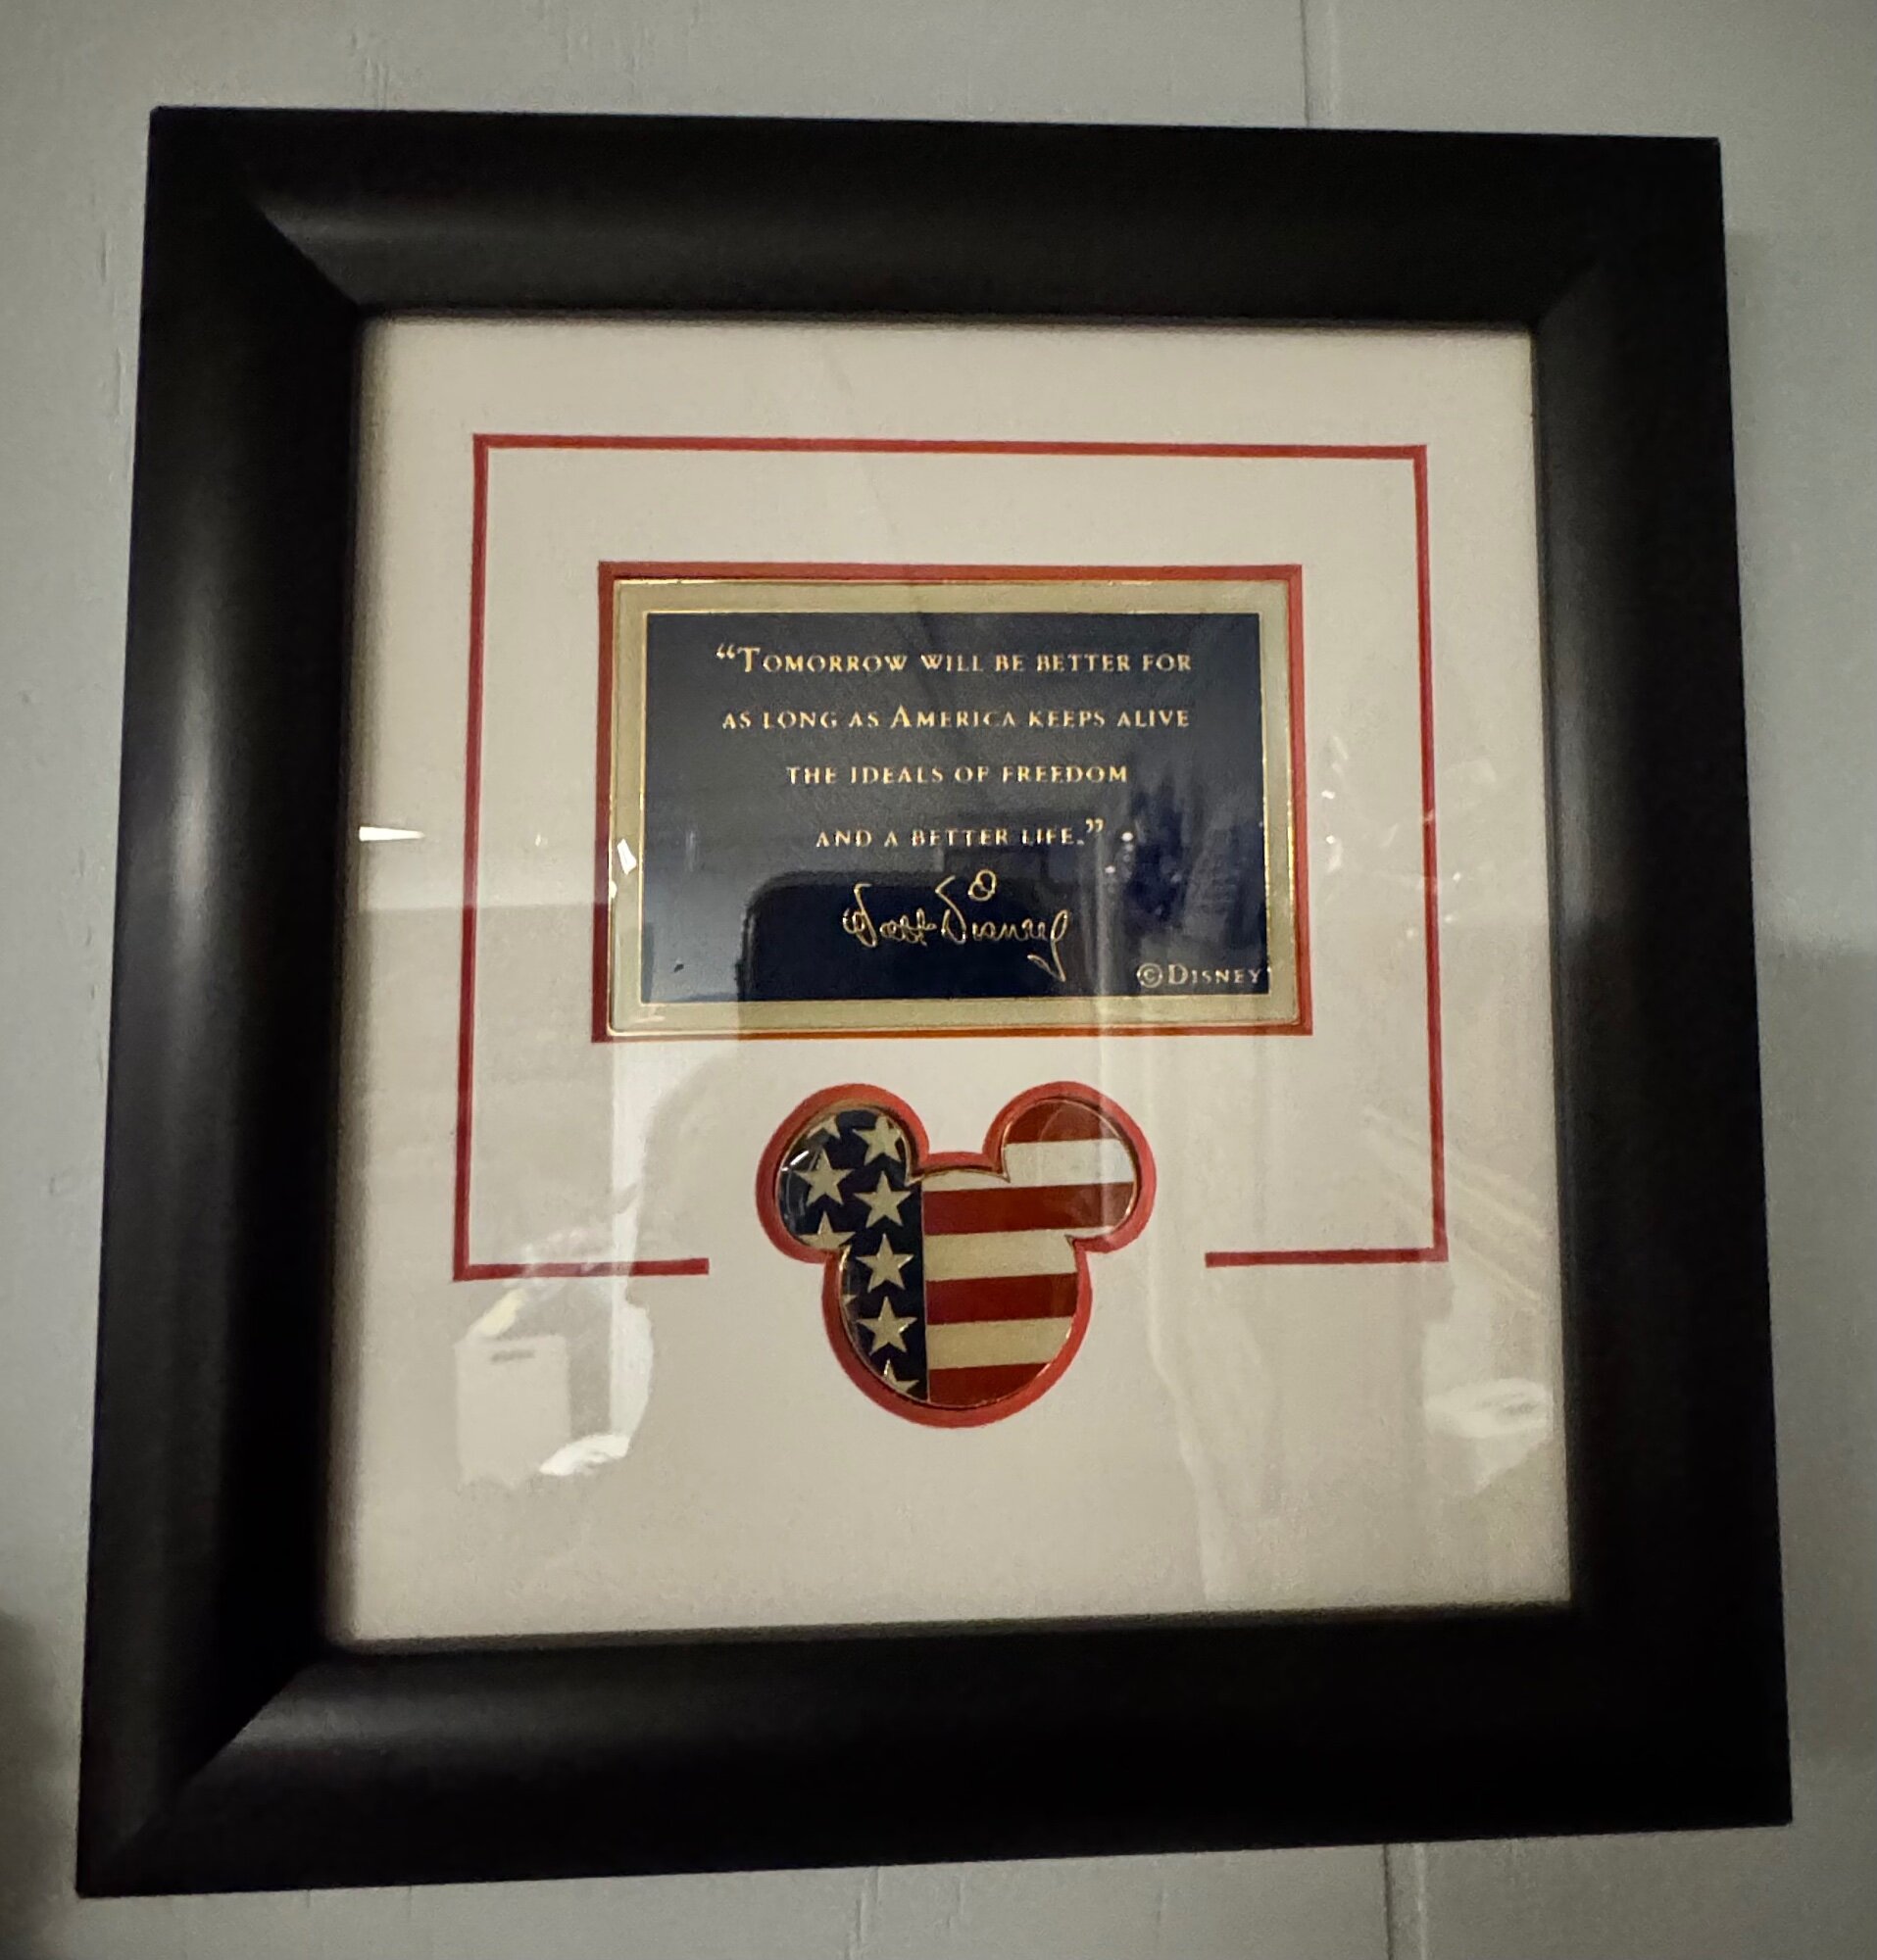 “Tomorrow will be better for
as long as America keeps alive
the ideals of freedom
and a better life.”
Walt Disney
©Disney